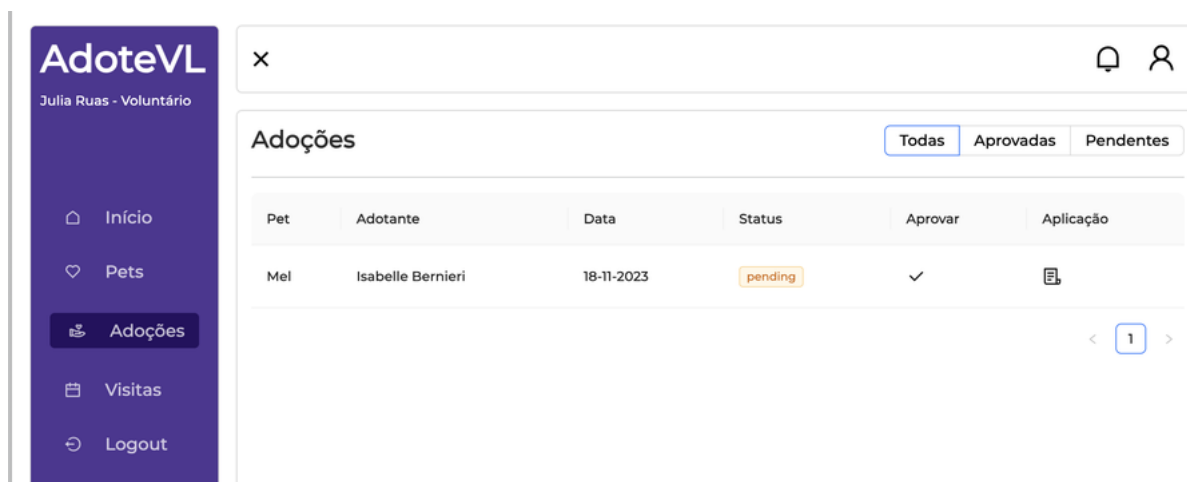 AdoteVL
Julia Ruas - Voluntário
Início
Pets
Adoções
Visitas
Logout
Adoções
Todas Aprovadas Pendentes
Pet Adotante Data Status Aprovar Aplicação
Mel Isabelle Bernieri 18-11-2023 pending
< 1 >